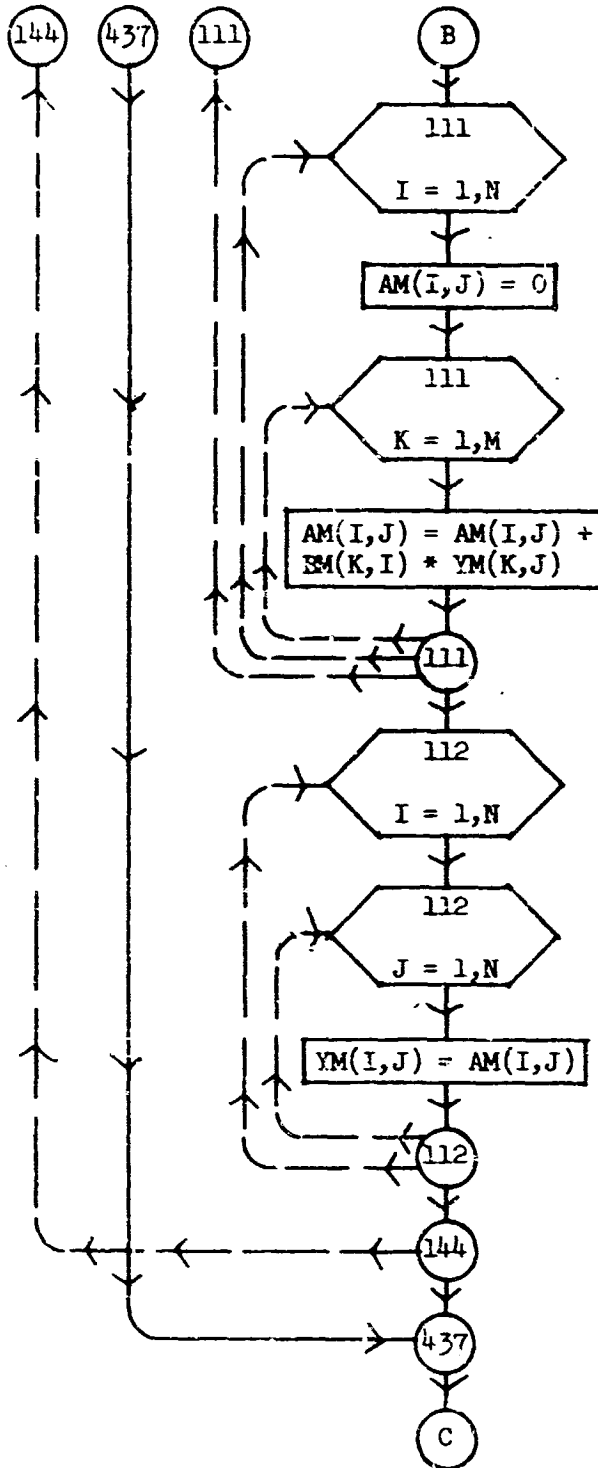 144 437 111 B
111
I = 1,N
AM(I,J) = 0
111
K = 1,M
AM(I,J) = AM(I,J) +
BM(K,I) * YM(K,J)
111
112
I = 1,N
112
J = 1,N
YM(I,J) = AM(I,J)
112
144
437
C